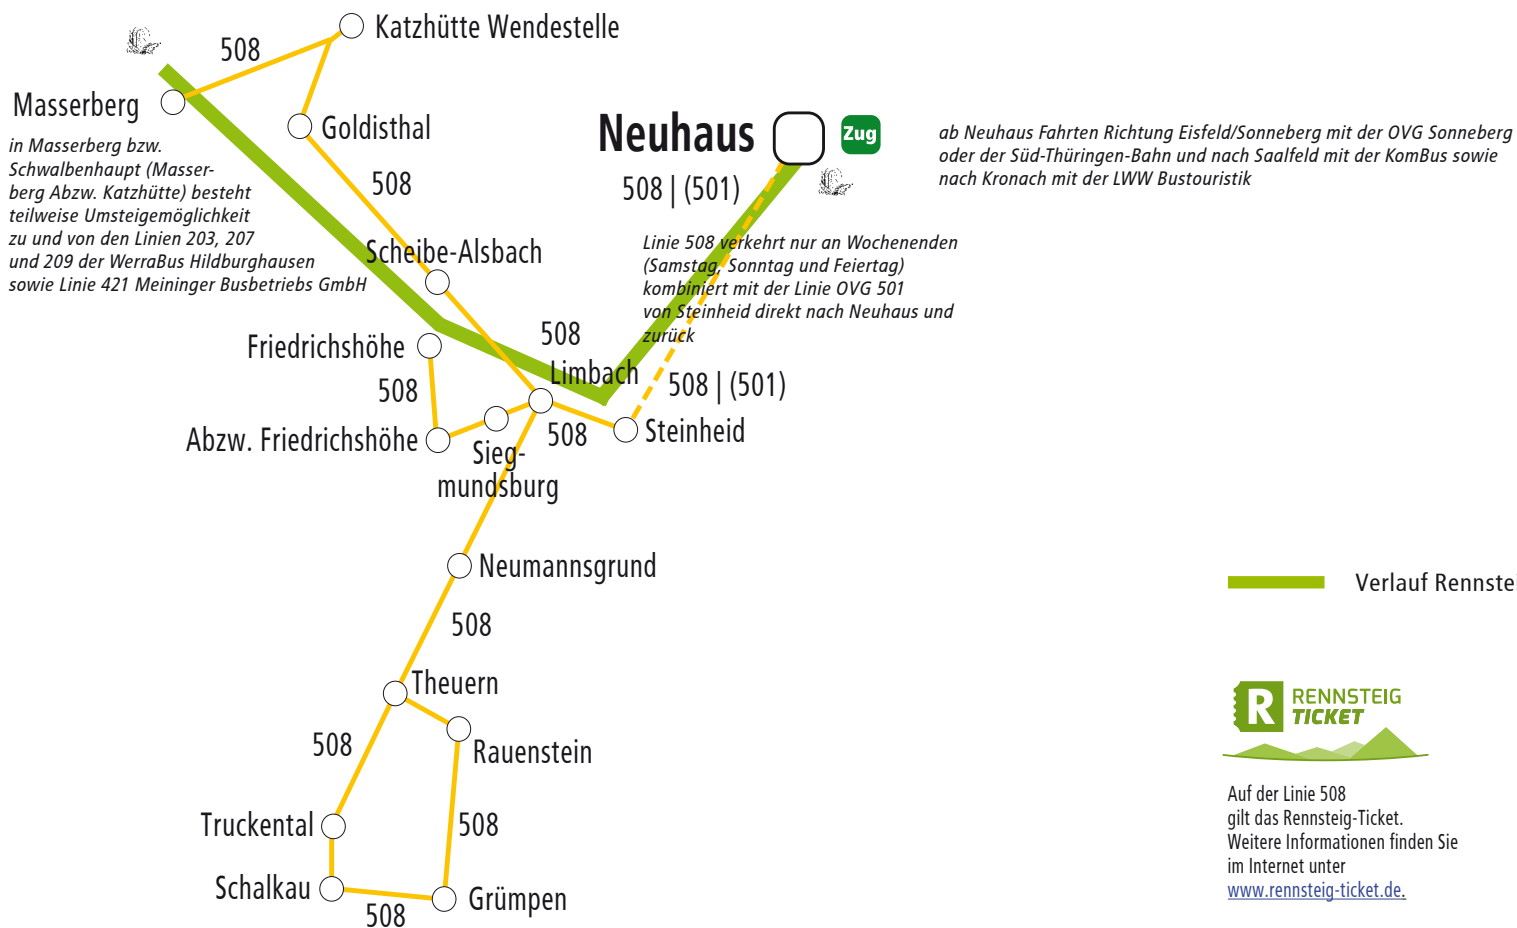 Katzhütte Wendestelle
508
Masserberg
in Masserberg bzw.
Schwalbenhaupt (Masser-
berg Abzw. Katzhütte) besteht
teilweise Umsteigemöglichkeit
zu und von den Linien 203, 207
und 209 der WerraBus Hildburghausen
sowie Linie 421 Meininger Busbetriebs GmbH
Goldisthal
508
Neuhaus
Zug
508 | (501)
ab Neuhaus Fahrten Richtung Eisfeld/Sonneberg mit der OVG Sonneberg
oder der Süd-Thüringen-Bahn und nach Saalfeld mit der KomBus sowie
nach Kronach mit der LWW Bustouristik
Scheibe-Alsbach
Linie 508 verkehrt nur an Wochenenden
(Samstag, Sonntag und Feiertag)
kombiniert mit der Linie OVG 501
von Steinheid direkt nach Neuhaus und
zurück
508
Friedrichshöhe
508
Limbach
508 | (501)
Abzw. Friedrichshöhe
Sieg-
mundsburg
508
Steinheid
Neumannsgrund
508
Theuern
508
Rauenstein
Truckental
508
Schalkau
508
Grümpen
Verlauf Rennstei
R RENNSTEIG
TICKET
Auf der Linie 508
gilt das Rennsteig-Ticket.
Weitere Informationen finden Sie
im Internet unter
www.rennsteig-ticket.de.